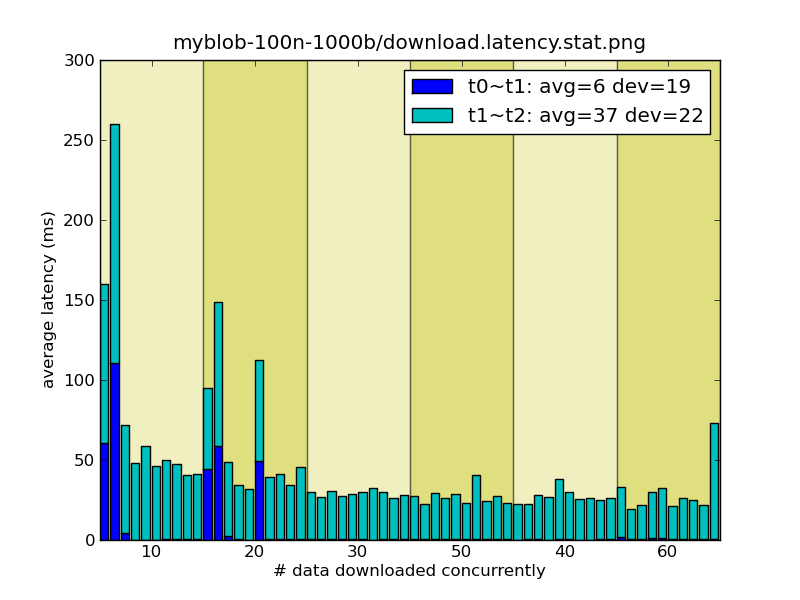 myblob-100n-1000b/download.latency.stat.png
t0~t1: avg=6 dev=19
t1~t2: avg=37 dev=22
average latency (ms)
300
250
200
150
100
50
0
10 20 30 50 40 60
# data downloaded concurrently